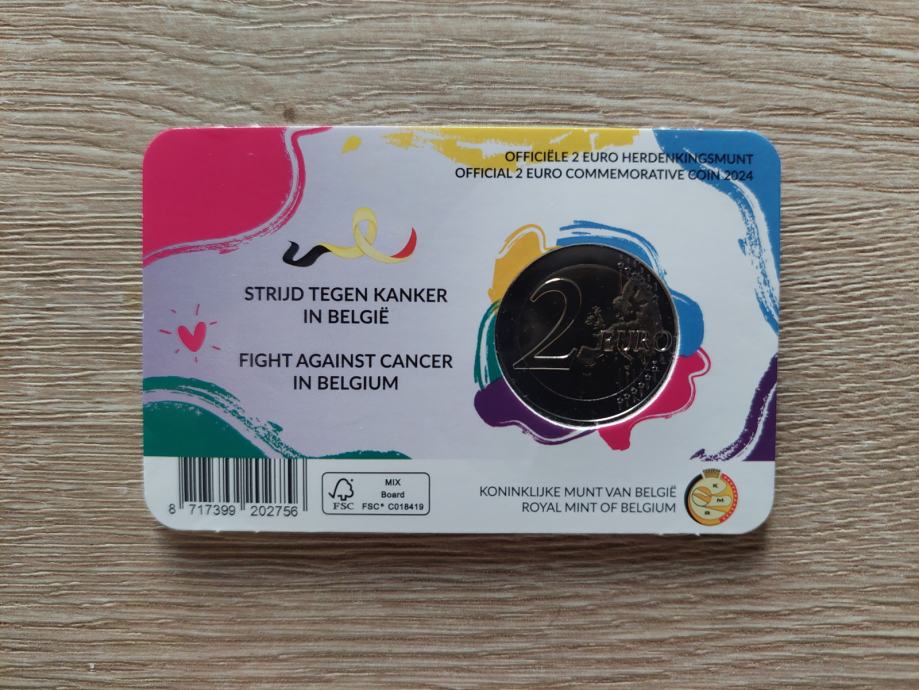 OFFICIËLE 2 EURO HERDENKINGSMUNT
OFFICIAL 2 EURO COMMEMORATIVE COIN 2024
STRIJD TEGEN KANKER
IN BELGIË
FIGHT AGAINST CANCER
IN BELGIUM
2 EURO
8 717399 202756
FSC
MIX
Board
FSC® C018419
KONINKLIJKE MUNT VAN BELGIË
ROYAL MINT OF BELGIUM
K
M
B